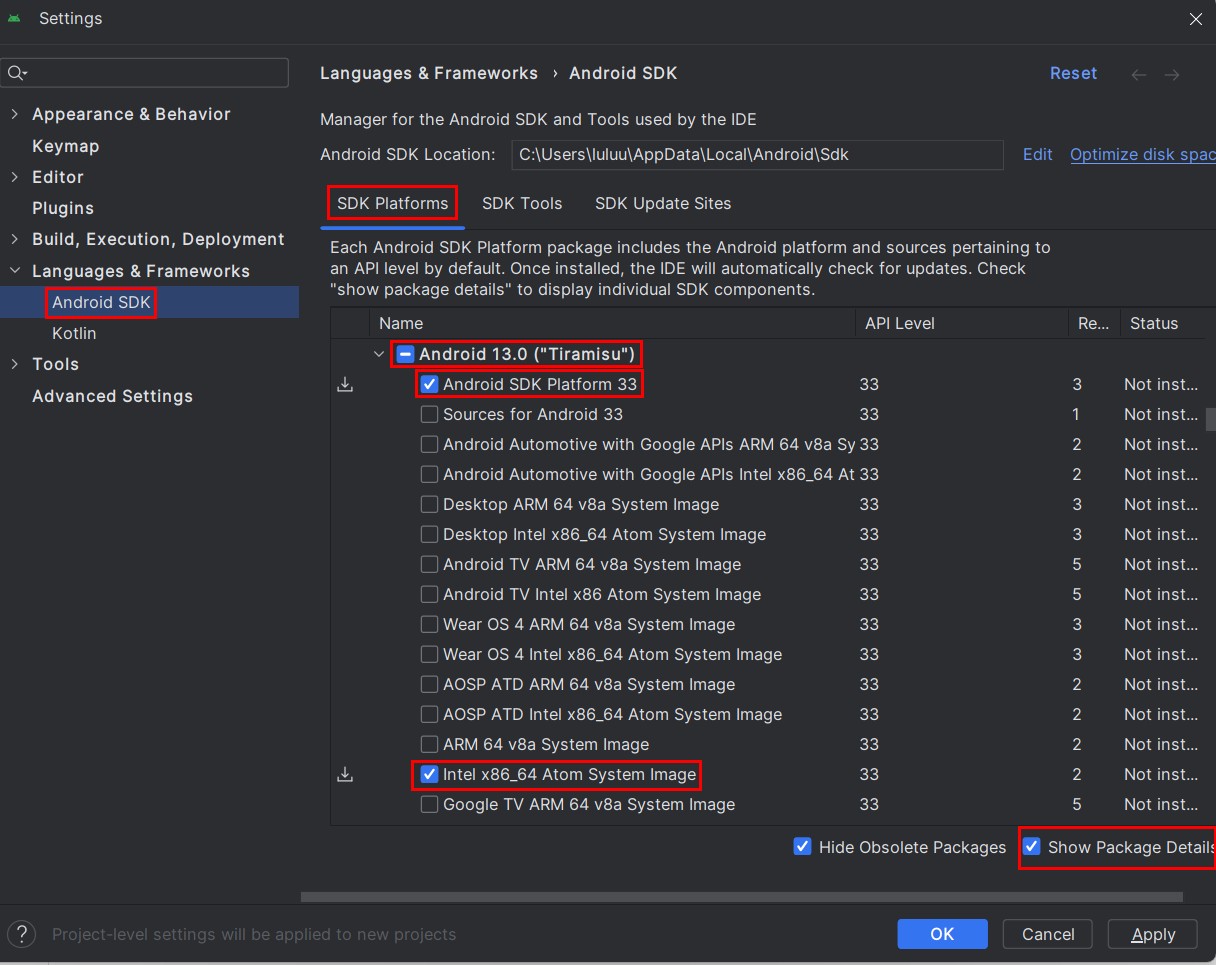 Settings
Languages & Frameworks › Android SDK
Reset
Appearance & Behavior
Keymap
Editor
Plugins
Build, Execution, Deployment
Languages & Frameworks
Android SDK
Kotlin
Tools
Advanced Settings
Manager for the Android SDK and Tools used by the IDE
Android SDK Location: C:\Users\luluu\AppData\Local\Android\Sdk Edit Optimize disk spac
SDK Platforms SDK Tools SDK Update Sites
Each Android SDK Platform package includes the Android platform and sources pertaining to
an API level by default. Once installed, the IDE will automatically check for updates. Check
"show package details" to display individual SDK components.
Name API Level Re... Status
Android 13.0 ("Tiramisu")
Android SDK Platform 33 33 3 Not inst...
Sources for Android 33 33 1 Not inst...
Android Automotive with Google APIs ARM 64 v8a Sy 33 2 Not inst...
Android Automotive with Google APIs Intel x86_64 At 33 2 Not inst...
Desktop ARM 64 v8a System Image 33 3 Not inst...
Desktop Intel x86_64 Atom System Image 33 3 Not inst...
Android TV ARM 64 v8a System Image 33 5 Not inst...
Android TV Intel x86 Atom System Image 33 5 Not inst...
Wear OS 4 ARM 64 v8a System Image 33 3 Not inst...
Wear OS 4 Intel x86_64 Atom System Image 33 3 Not inst...
AOSP ATD ARM 64 v8a System Image 33 2 Not inst...
AOSP ATD Intel x86_64 Atom System Image 33 2 Not inst...
ARM 64 v8a System Image 33 2 Not inst...
Intel x86_64 Atom System Image 33 2 Not inst...
Google TV ARM 64 v8a System Image 33 5 Not inst...
Hide Obsolete Packages Show Package Details
? Project-level settings will be applied to new projects
OK Cancel Apply